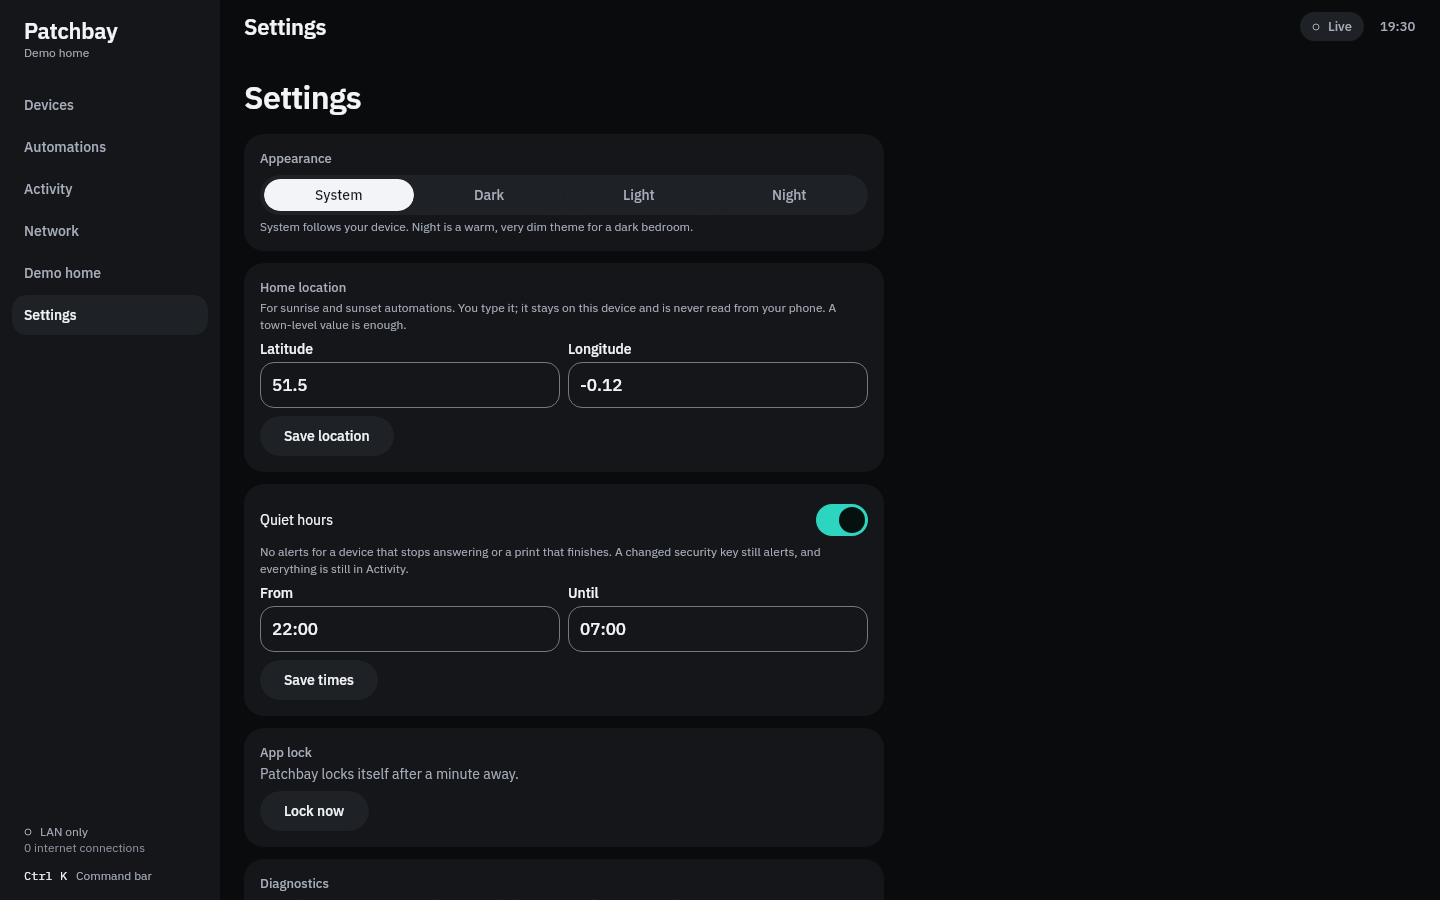 Patchbay
Demo home
Devices
Automations
Activity
Network
Demo home
Settings
LAN only
0 internet connections
Ctrl K Command bar
Settings
Live
19:30
Settings
Appearance
System
Dark
Light
Night
System follows your device. Night is a warm, very dim theme for a dark bedroom.
Home location
For sunrise and sunset automations. You type it; it stays on this device and is never read from your phone. A
town-level value is enough.
Latitude
Longitude
51.5
-0.12
Save location
Quiet hours
No alerts for a device that stops answering or a print that finishes. A changed security key still alerts, and
everything is still in Activity.
From
Until
22:00
07:00
Save times
App lock
Patchbay locks itself after a minute away.
Lock now
Diagnostics